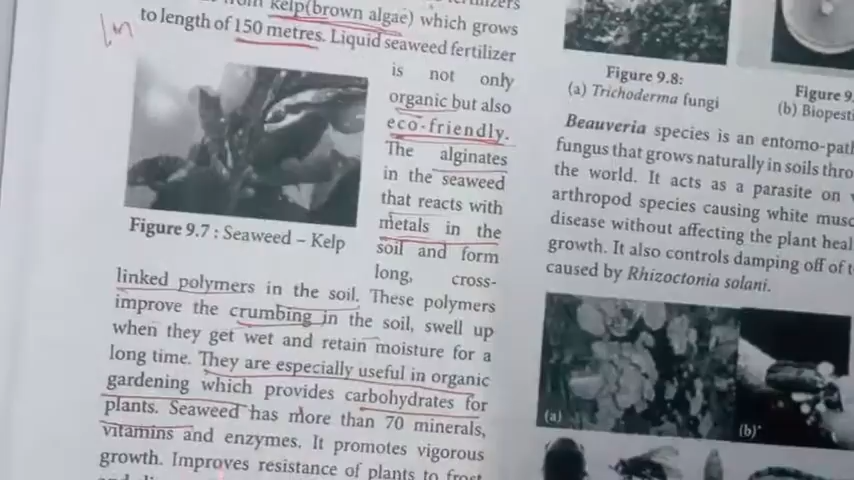 kelp(brown algae) which grows
to length of 150 metres. Liquid seaweed fertilizer
is not only
organic but also
eco-friendly.
The alginates
in the seaweed
that reacts with
metals in the
soil and form
long, cross-
Figure 9.7 : Seaweed – Kelp
linked polymers in the soil. These polymers
improve the crumbing in the soil, swell up
when they get wet and retain moisture for a
long time. They are especially useful in organic
gardening which provides carbohydrates for
plants. Seaweed has more than 70 minerals,
vitamins and enzymes. It promotes vigorous
growth. Improves resistance of plants to frost
Figure 9.8:
(a) Trichoderma fungi
Figure 9.
(b) Biopesti
Beauveria species is an entomo-path
fungus that grows naturally in soils thro
the world. It acts as a parasite on
arthropod species causing white musc
disease without affecting the plant heal
growth. It also controls damping off of t
caused by Rhizoctonia solani.
(a)
(b)